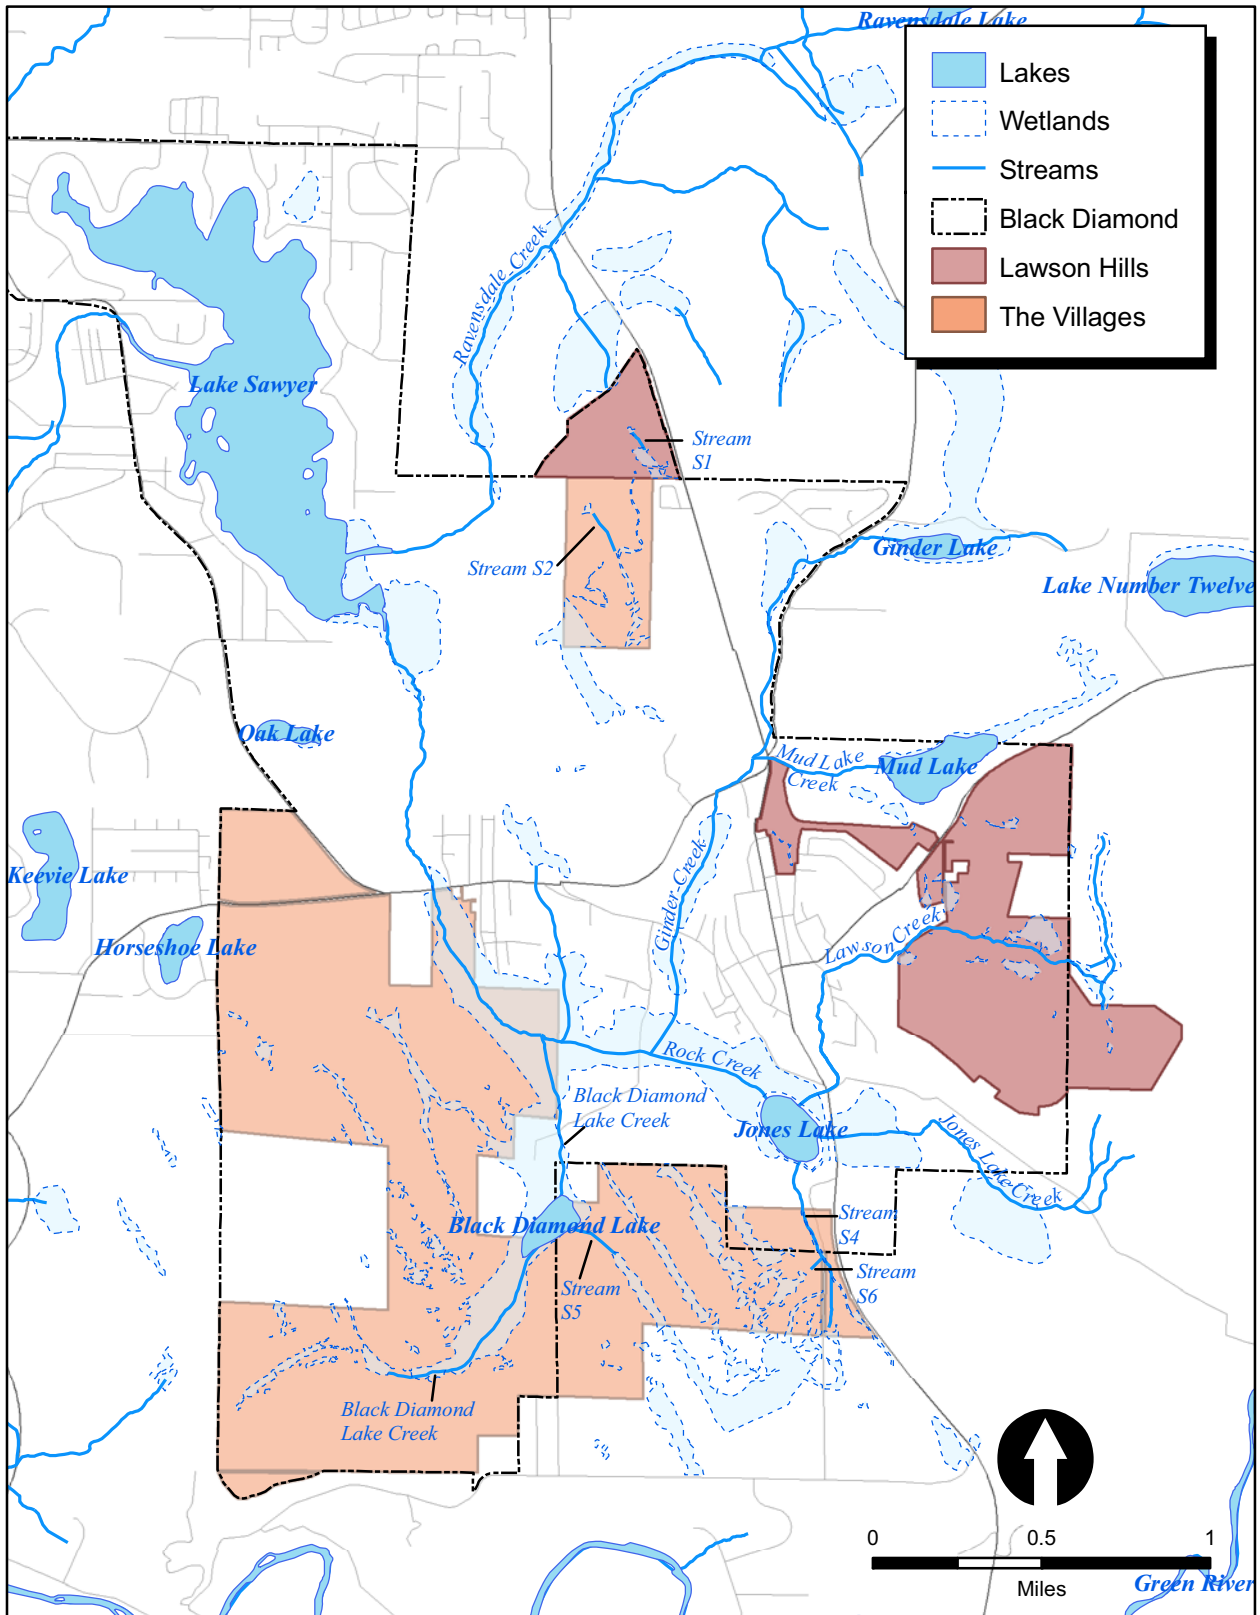 Ravensdale Lake
Lakes
Wetlands
Streams
Black Diamond
Lawson Hills
The Villages
Ravensdale Creek
Lake Sawyer
Stream
S1
Stream S2
Ginder Lake
Lake Number Twelve
Oak Lake
Mud Lake
Creek
Mud Lake
Keevie Lake
Horseshoe Lake
Ginder Creek
Lawson Creek
Rock Creek
Black Diamond
Lake Creek
Jones Lake
Jones Lake Creek
Black Diamond Lake
Stream
S4
Stream
S5
Stream
S6
Black Diamond
Lake Creek
0 0.5 1
Miles
Green River